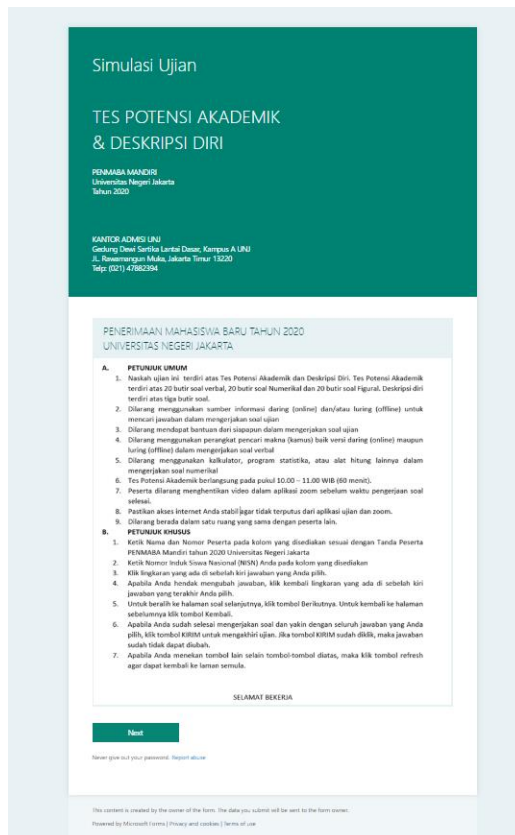 Simulasi Ujian
TES POTENSI AKADEMIK
& DESKRIPSI DIRI
PENMABA MANDIRI
Universitas Negeri Jakarta
Tahun 2020
KANTOR ADMISI UNJ
Gedung Dewi Sartika Lantai Dasar, Kampus A UNJ
JL. Rawamangun Muka, Jakarta Timur 13220
Telp: (021) 47882394
PENERIMAAN MAHASISWA BARU TAHUN 2020
UNIVERSITAS NEGERI JAKARTA
A. PETUNJUK UMUM
1. Naskah ujian ini terdiri atas Tes Potensi Akademik dan Deskripsi Diri. Tes Potensi Akademik
terdiri atas 20 butir soal verbal, 20 butir soal Numerikal dan 20 butir soal Figural. Deskripsi diri
terdiri atas tiga butir soal.
2. Dilarang menggunakan sumber informasi daring (online) dan/atau luring (offline) untuk
mencari jawaban dalam mengerjakan soal ujian
3. Dilarang mendapat bantuan dari siapapun dalam mengerjakan soal ujian
4. Dilarang menggunakan perangkat pencari makna (kamus) baik versi daring (online) maupun
luring (offline) dalam mengerjakan soal verbal
5. Dilarang menggunakan kalkulator, program statistika, atau alat hitung lainnya dalam
mengerjakan soal numerikal
6. Tes Potensi Akademik berlangsung pada pukul 10.00 – 11.00 WIB (60 menit).
7. Peserta dilarang menghentikan video dalam aplikasi zoom sebelum waktu pengerjaan soal
selesai.
8. Pastikan akses internet Anda stabil agar tidak terputus dari aplikasi ujian dan zoom.
9. Dilarang berada dalam satu ruang yang sama dengan peserta lain.
B. PETUNJUK KHUSUS
1. Ketik Nama dan Nomor Peserta pada kolom yang disediakan sesuai dengan Tanda Peserta
PENMABA Mandiri tahun 2020 Universitas Negeri Jakarta
2. Ketik Nomor Induk Siswa Nasional (NISN) Anda pada kolom yang disediakan
3. Klik lingkaran yang ada di sebelah kiri jawaban yang Anda pilih.
4. Apabila Anda hendak mengubah jawaban, klik kembali lingkaran yang ada di sebelah kiri
jawaban yang terakhir Anda pilih.
5. Untuk beralih ke halaman soal selanjutnya, klik tombol Berikutnya. Untuk kembali ke halaman
sebelumnya klik tombol Kembali.
6. Apabila Anda sudah selesai mengerjakan soal dan yakin dengan seluruh jawaban yang Anda
pilih, klik tombol KIRIM untuk mengakhiri ujian. Jika tombol KIRIM sudah diklik, maka jawaban
sudah tidak dapat diubah.
7. Apabila Anda menekan tombol lain selain tombol-tombol diatas, maka klik tombol refresh
agar dapat kembali ke laman semula.
SELAMAT BEKERJA
Next
Never give out your password. Report abuse
This content is created by the owner of the form. The data you submit will be sent to the form owner.
Powered by Microsoft Forms | Privacy and cookies | Terms of use